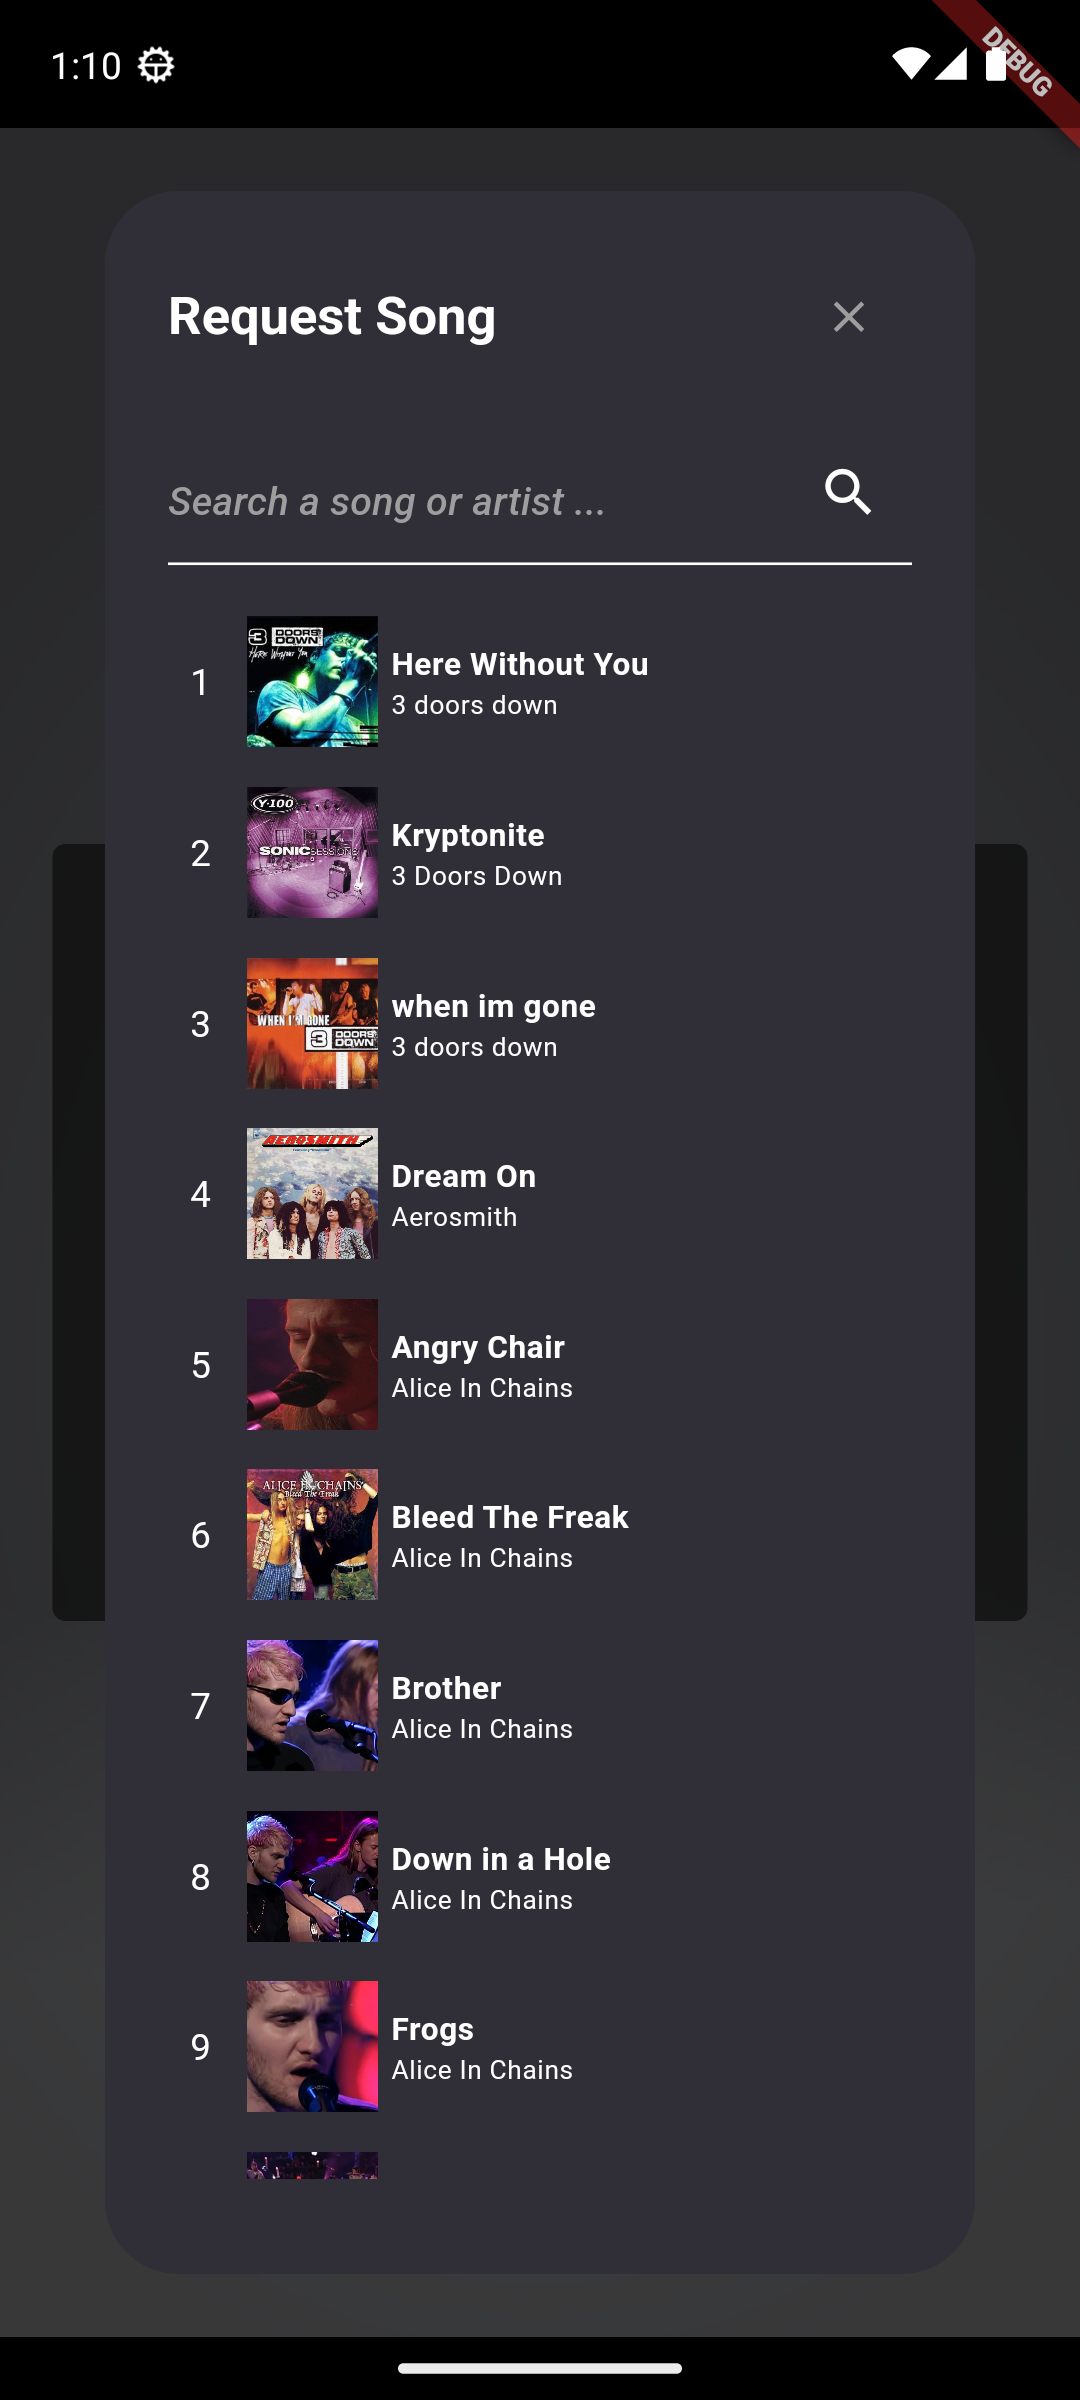 1:10
DEBUG
Request Song
Search a song or artist ...
1
3 DOORS DOWN
Here Without You
Here Without You
3 doors down
2
Y-100
SONIC SESSIONS
Kryptonite
3 Doors Down
3
WHEN I'M GONE
3 DOORS DOWN
when im gone
3 doors down
4
AEROSMITH
Dream On
Aerosmith
5
Angry Chair
Alice In Chains
6
ALICE IN CHAINS
Bleed The Freak
Bleed The Freak
Alice In Chains
7
Brother
Alice In Chains
8
Down in a Hole
Alice In Chains
9
Frogs
Alice In Chains